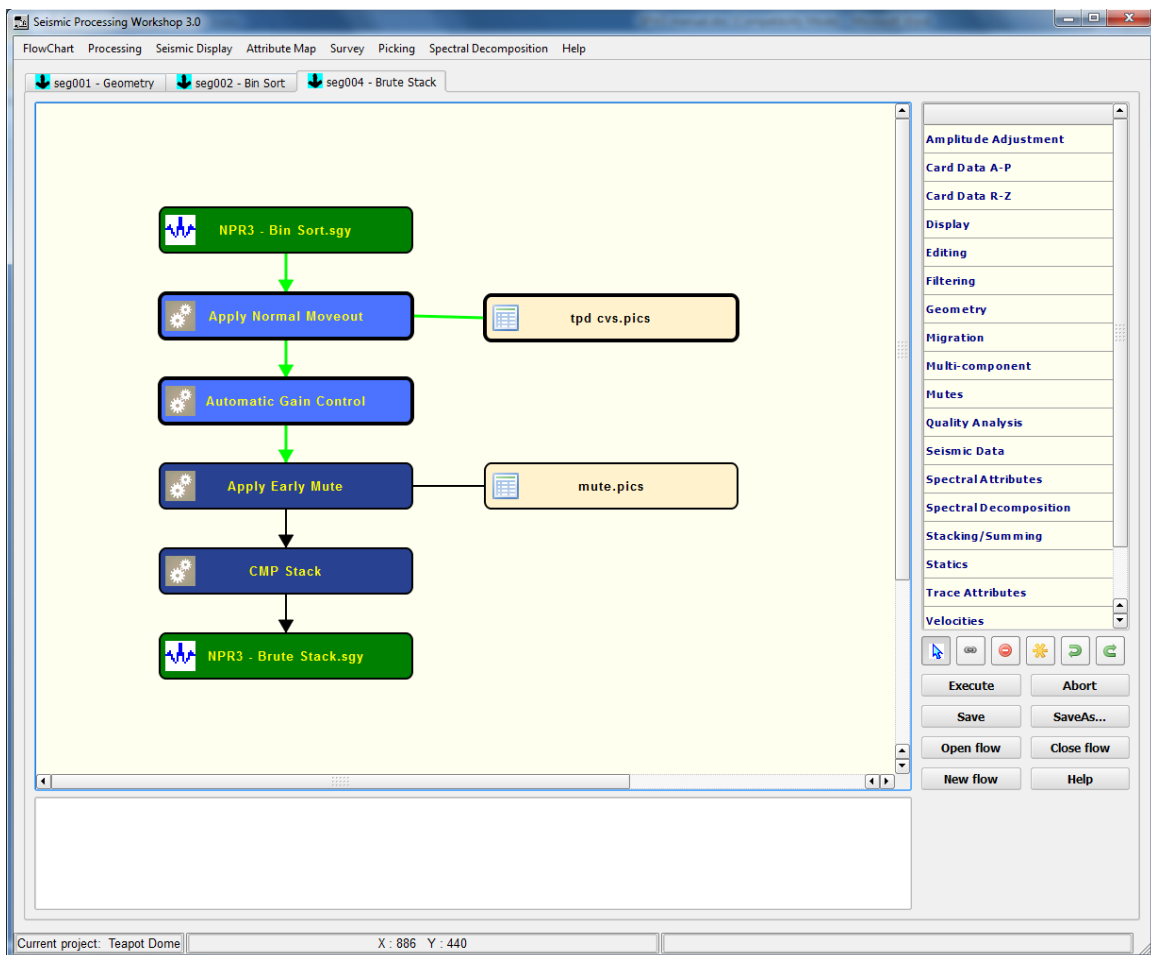 Seismic Processing Workshop 3.0
FlowChart Processing Seismic Display Attribute Map Survey Picking Spectral Decomposition Help
seg001 - Geometry seg002 - Bin Sort seg004 - Brute Stack
NPR3 - Bin Sort.sgy
Apply Normal Moveout tpd cvs.pics
Automatic Gain Control
Apply Early Mute mute.pics
CMP Stack
NPR3 - Brute Stack.sgy
Amplitude Adjustment
Card Data A-P
Card Data R-Z
Display
Editing
Filtering
Geometry
Migration
Multi-component
Mutes
Quality Analysis
Seismic Data
Spectral Attributes
Spectral Decomposition
Stacking/Summing
Statics
Trace Attributes
Velocities
Execute Abort
Save SaveAs...
Open flow Close flow
New flow Help
Current project: Teapot Dome X : 886 Y : 440